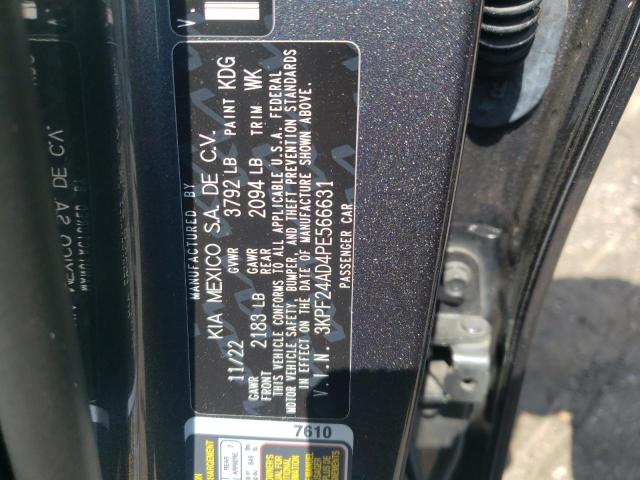 MANUFACTURED BY
KIA MEXICO S.A. DE C.V.
11/22 GVWR 3792 LB PAINT KDG
GAWR FRONT 2183 LB GAWR REAR 2094 LB TRIM WK
THIS VEHICLE CONFORMS TO ALL APPLICABLE U.S.A. FEDERAL
MOTOR VEHICLE SAFETY, BUMPER, AND THEFT PREVENTION STANDARDS
IN EFFECT ON THE DATE OF MANUFACTURE SHOWN ABOVE.
V.I.N. 3KPF24AD4PE566631
PASSENGER CAR
7610
REAR
ARRIÈRE